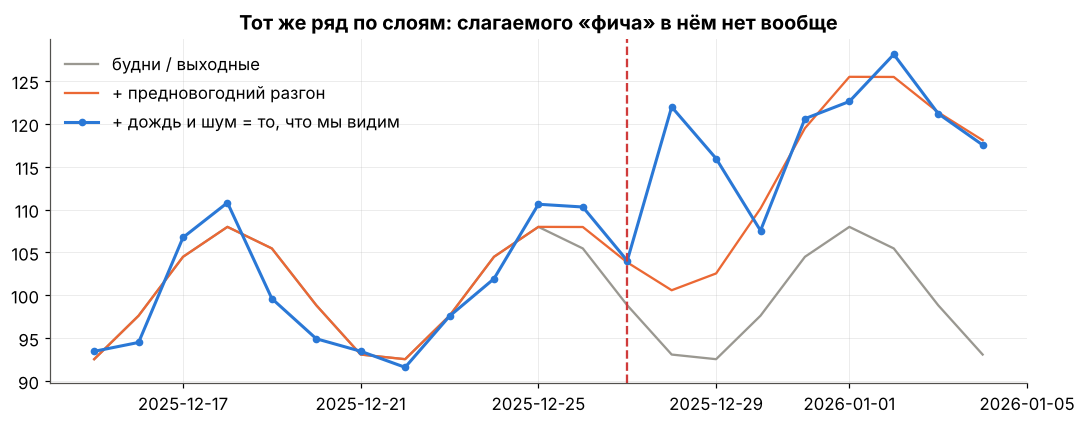 Тот же ряд по слоям: слагаемого «фича» в нём нет вообще
будни / выходные
+ предновогодний разгон
+ дождь и шум = то, что мы видим
125
120
115
110
105
100
95
90
2025-12-17 2025-12-21 2025-12-25 2025-12-29 2026-01-01 2026-01-05